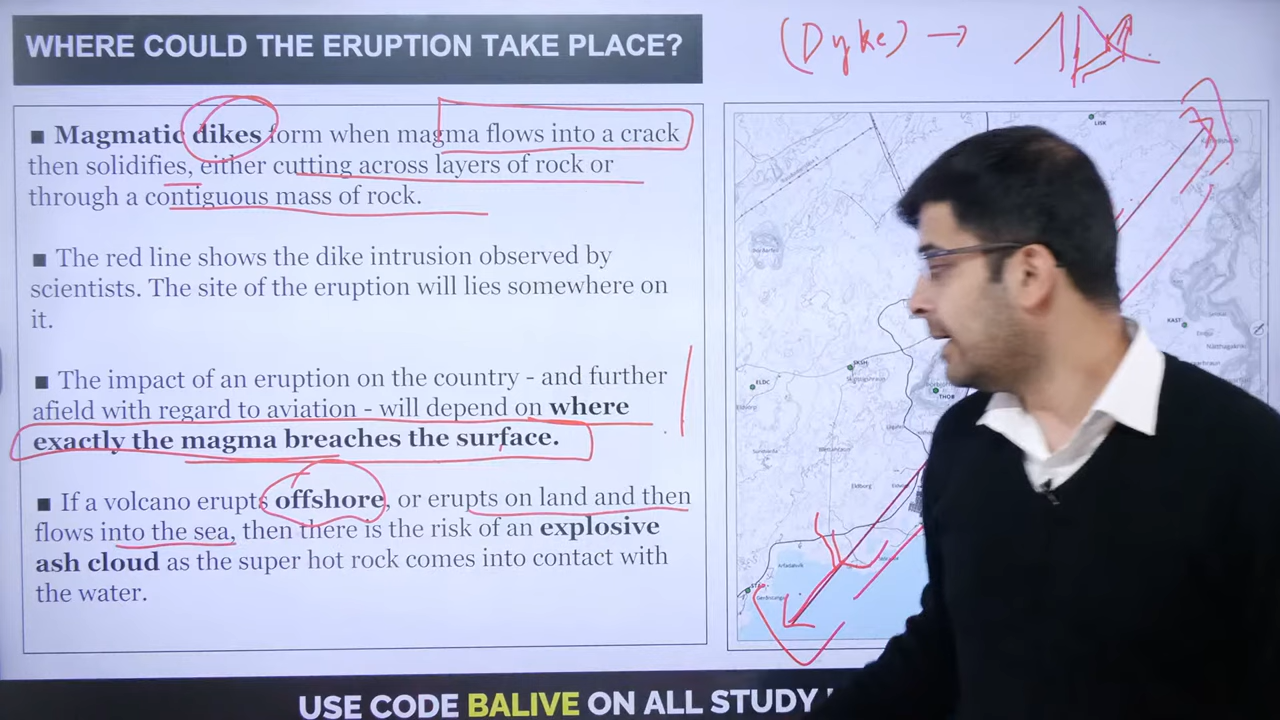 WHERE COULD THE ERUPTION TAKE PLACE?
(Dyke) →
■ Magmatic dikes form when magma flows into a crack
then solidifies, either cutting across layers of rock or
through a contiguous mass of rock.
■ The red line shows the dike intrusion observed by
scientists. The site of the eruption will lies somewhere on
it.
■ The impact of an eruption on the country - and further
afield with regard to aviation - will depend on where
exactly the magma breaches the surface.
■ If a volcano erupts offshore, or erupts on land and then
flows into the sea, then there is the risk of an explosive
ash cloud as the super hot rock comes into contact with
the water.
LISK
KAST
ELDC
THOR
USE CODE BALIVE ON ALL STUDY